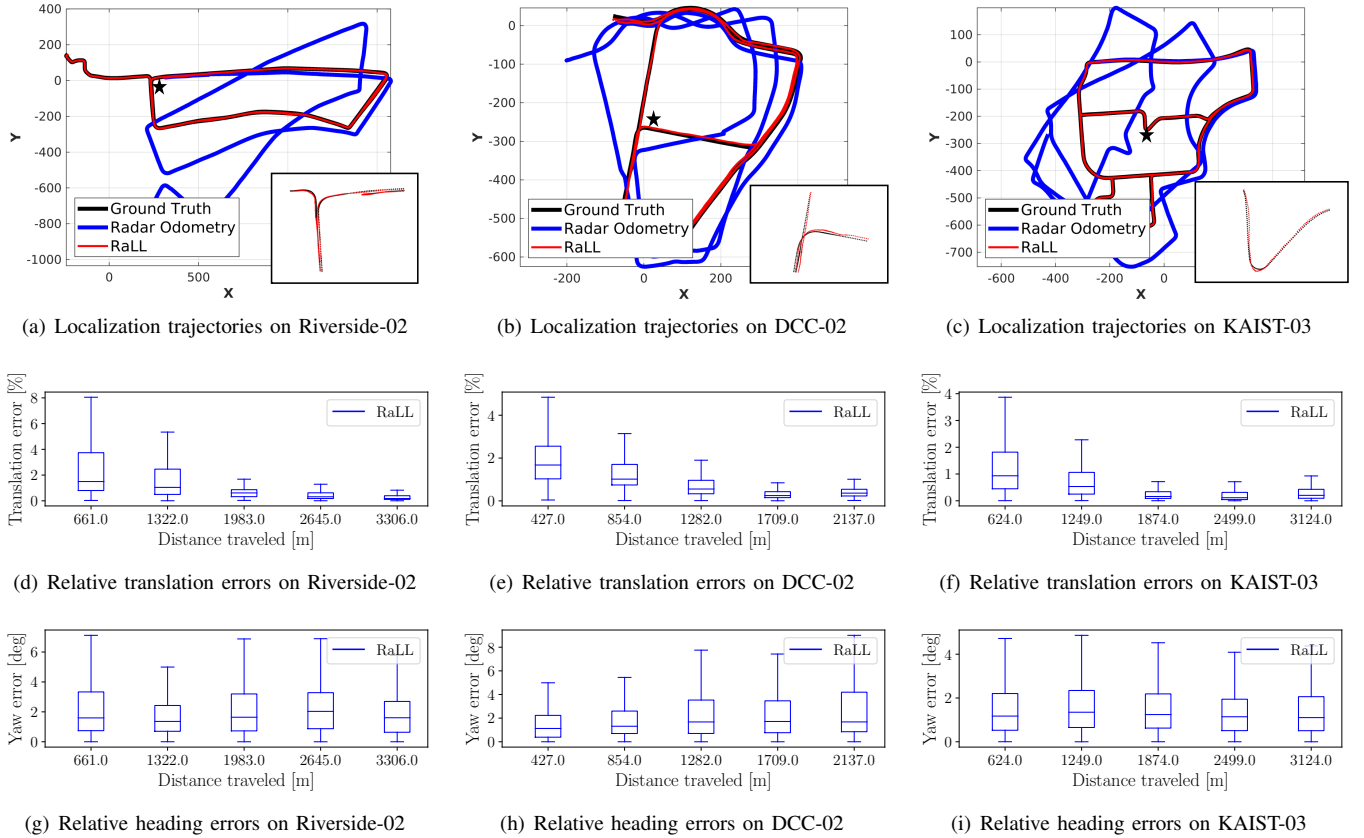 400
200
0
-200
-400
-600
-800
-1000
Y
0
500
X
Ground Truth
Radar Odometry
RaLL
(a) Localization trajectories on Riverside-02
0
-100
-200
-300
-400
-500
-600
Y
-200
0
200
X
Ground Truth
Radar Odometry
RaLL
(b) Localization trajectories on DCC-02
100
0
-100
-200
-300
-400
-500
-600
-700
Y
-600
-400
-200
0
X
Ground Truth
Radar Odometry
RaLL
(c) Localization trajectories on KAIST-03
Translation error [%]
8
6
4
2
0
RaLL
661.0 1322.0 1983.0 2645.0 3306.0
Distance traveled [m]
(d) Relative translation errors on Riverside-02
Translation error [%]
4
2
0
RaLL
427.0 854.0 1282.0 1709.0 2137.0
Distance traveled [m]
(e) Relative translation errors on DCC-02
Translation error [%]
4
3
2
1
0
RaLL
624.0 1249.0 1874.0 2499.0 3124.0
Distance traveled [m]
(f) Relative translation errors on KAIST-03
Yaw error [deg]
6
4
2
0
RaLL
661.0 1322.0 1983.0 2645.0 3306.0
Distance traveled [m]
(g) Relative heading errors on Riverside-02
Yaw error [deg]
8
6
4
2
0
RaLL
427.0 854.0 1282.0 1709.0 2137.0
Distance traveled [m]
(h) Relative heading errors on DCC-02
Yaw error [deg]
4
2
0
RaLL
624.0 1249.0 1874.0 2499.0 3124.0
Distance traveled [m]
(i) Relative heading errors on KAIST-03